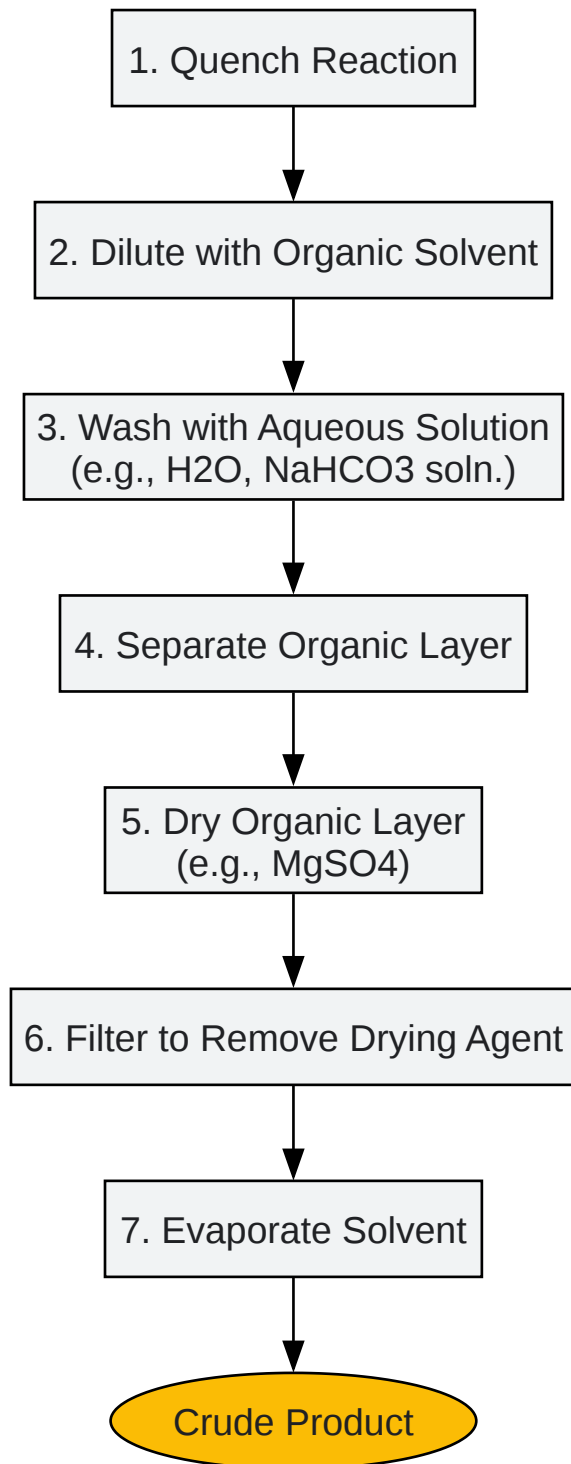 1. Quench Reaction
2. Dilute with Organic Solvent
3. Wash with Aqueous Solution
(e.g., H2O, NaHCO3 soln.)
4. Separate Organic Layer
5. Dry Organic Layer
(e.g., MgSO4)
6. Filter to Remove Drying Agent
7. Evaporate Solvent
Crude Product